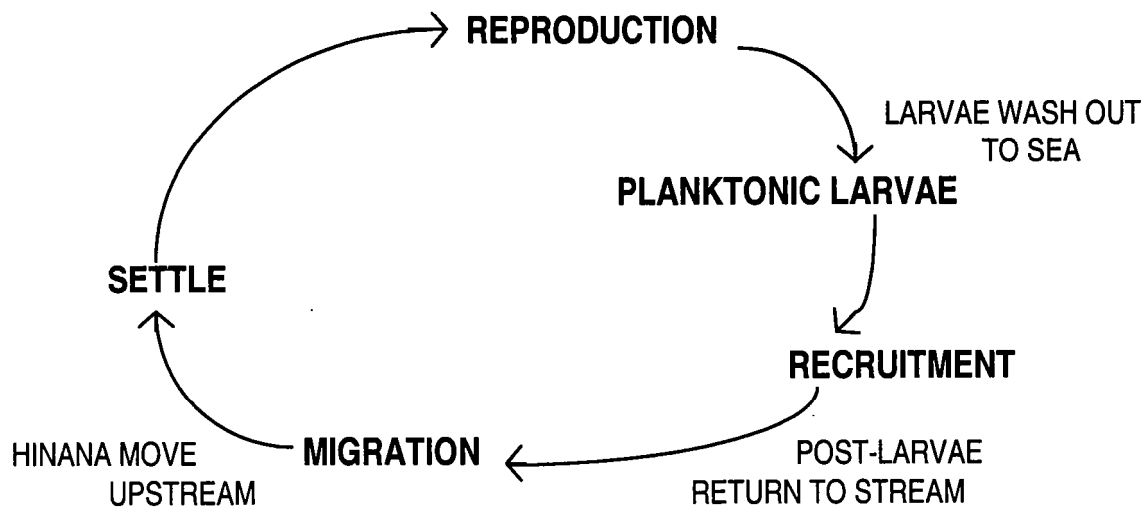 REPRODUCTION
LARVAE WASH OUT
TO SEA
PLANKTONIC LARVAE
RECRUITMENT
POST-LARVAE
RETURN TO STREAM
MIGRATION
HINANA MOVE
UPSTREAM
SETTLE